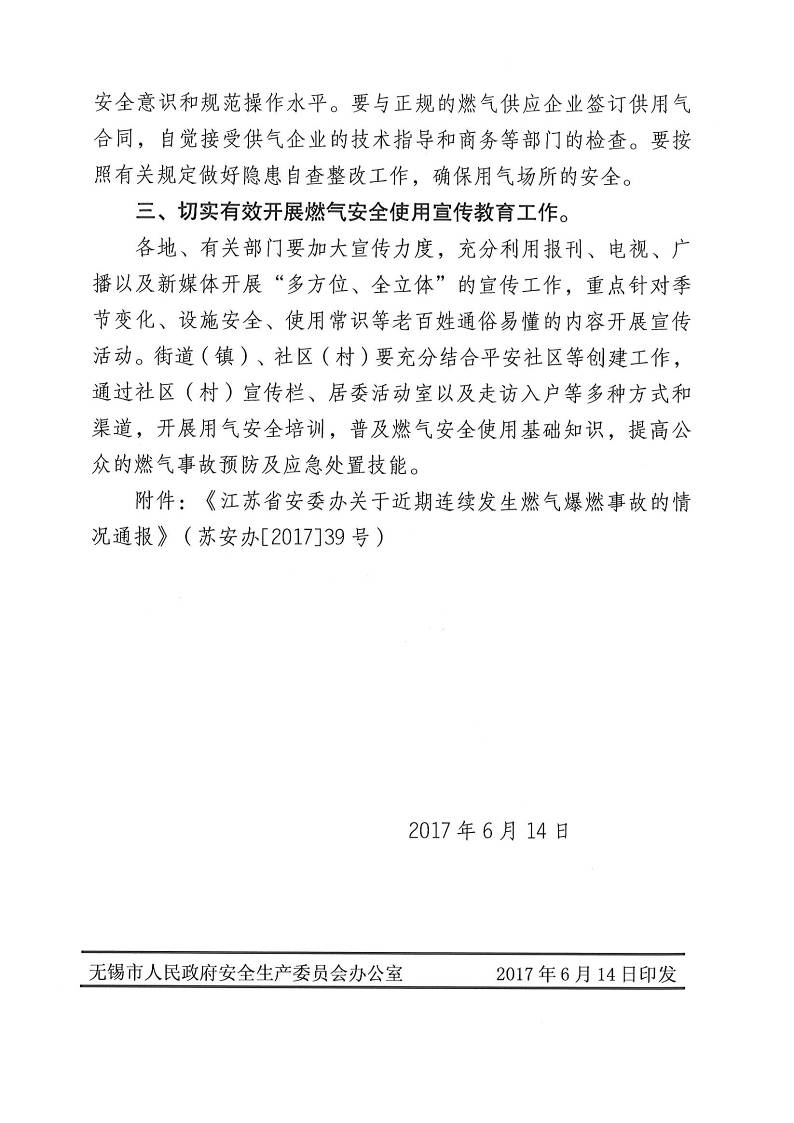 安全意识和规范操作水平。要与正规的燃气供应企业签订供用气
合同，自觉接受供气企业的技术指导和商务等部门的检查。要按
照有关规定做好隐患自查整改工作，确保用气场所的安全。
三、切实有效开展燃气安全使用宣传教育工作。
各地、有关部门要加大宣传力度，充分利用报刊、电视、广
播以及新媒体开展“多方位、全立体”的宣传工作，重点针对季
节变化、设施安全、使用常识等老百姓通俗易懂的内容开展宣传
活动。街道（镇）、社区（村）要充分结合平安社区等创建工作，
通过社区（村）宣传栏、居委活动室以及走访入户等多种方式和
渠道，开展用气安全培训，普及燃气安全使用基础知识，提高公
众的燃气事故预防及应急处置技能。
附件：《江苏省安委办关于近期连续发生燃气爆燃事故的情
况通报》（苏安办[2017]39 号）
2017 年 6 月 14 日
无锡市人民政府安全生产委员会办公室 2017 年 6 月 14 日印发